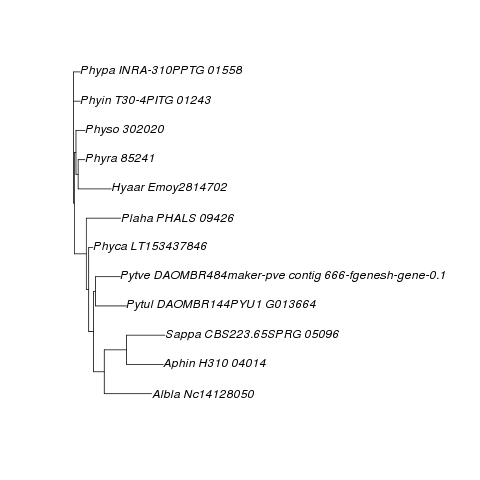 Phypa INRA-310PPTG 01558
Phyin T30-4PITG 01243
Physo 302020
Phyra 85241
Hyaar Emoy2814702
Plaha PHALS 09426
Phyca LT153437846
Pytve DAOMBR484maker-pve contig 666-fgenesh-gene-0.1
Pytul DAOMBR144PYU1 G013664
Sappa CBS223.65SPRG 05096
Aphin H310 04014
Albla Nc14128050